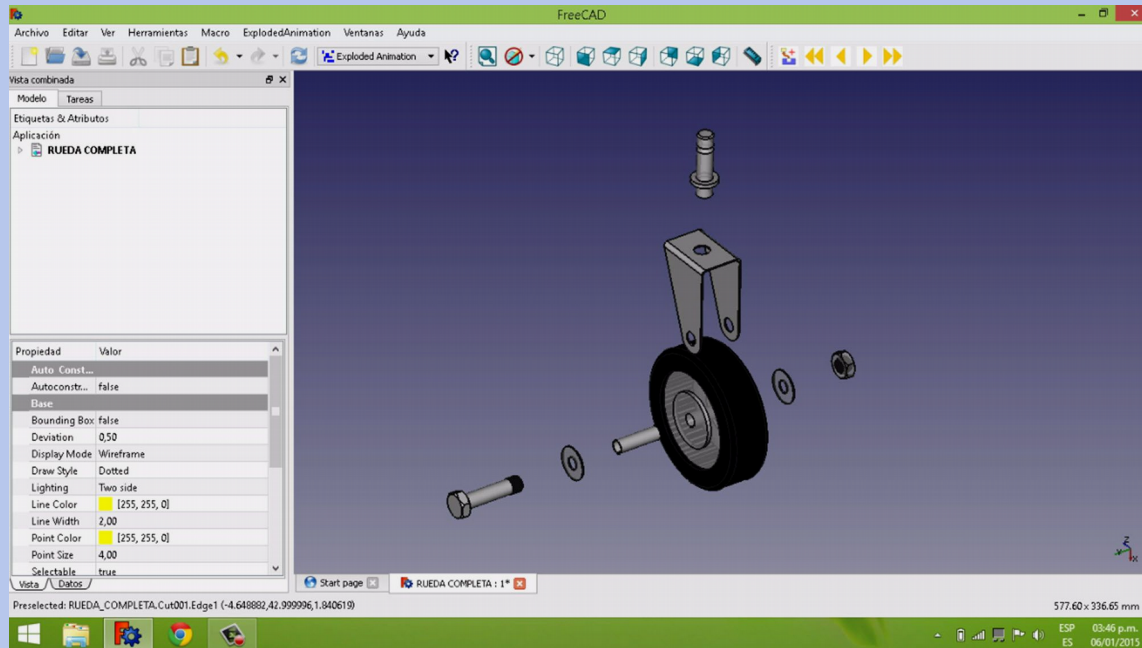 FreeCAD
Archivo Editar Ver Herramientas Macro ExplodedAnimation Ventanas Ayuda
Exploded Animation
Vista combinada
Modelo Tareas
Etiquetas & Atributos
Aplicación
RUEDA COMPLETA
Propiedad Valor
Auto Const...
Autoconstr... false
Base
Bounding Box false
Deviation 0,50
Display Mode Wireframe
Draw Style Dotted
Lighting Two side
Line Color [255, 255, 0]
Line Width 2,00
Point Color [255, 255, 0]
Point Size 4,00
Selectable true
Vista Datos
Start page RUEDA COMPLETA : 1*
Z
Y X
Preselected: RUEDA_COMPLETA.Cut001.Edge1 (-4.648882,42.999996,1.840619) 577.60 x 336.65 mm
ESP 03:46 p.m.
ES 06/01/2015